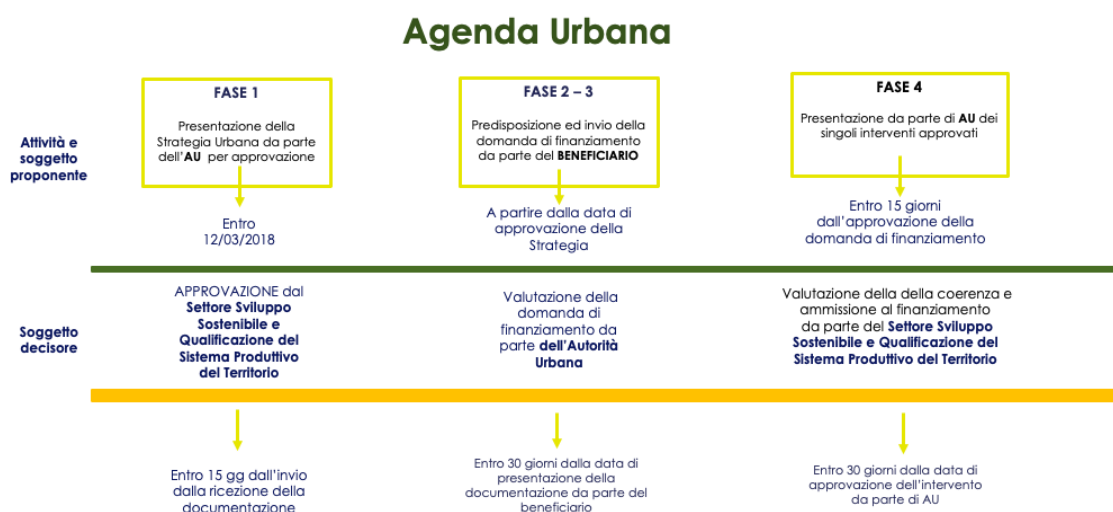 Agenda Urbana
Attività e
soggetto
proponente
FASE 1
Presentazione della
Strategia Urbana da parte
dell'AU per approvazione
Entro
12/03/2018
FASE 2 – 3
Predisposizione ed invio della
domanda di finanziamento
da parte del BENEFICIARIO
A partire dalla data di
approvazione della
Strategia
FASE 4
Presentazione da parte di AU dei
singoli interventi approvati
Entro 15 giorni
dall'approvazione della
domanda di finanziamento
Soggetto
decisore
APPROVAZIONE dal
Settore Sviluppo
Sostenibile e
Qualificazione del
Sistema Produttivo
del Territorio
Valutazione della
domanda di
finanziamento da
parte dell'Autorità
Urbana
Valutazione della della coerenza e
ammissione al finanziamento
da parte del Settore Sviluppo
Sostenibile e Qualificazione del
Sistema Produttivo del Territorio
Entro 15 gg dall'invio
dalla ricezione della
documentazione
Entro 30 giorni dalla data di
presentazione della
documentazione da parte del
beneficiario
Entro 30 giorni dalla data di
approvazione dell'intervento
da parte di AU